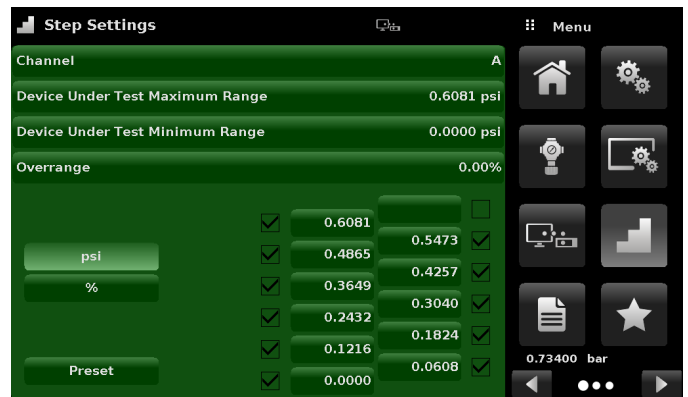 Step Settings
Menu
Channel A
Device Under Test Maximum Range 0.6081 psi
Device Under Test Minimum Range 0.0000 psi
Overrange 0.00%
0.6081
0.5473
psi
0.4865
0.4257
%
0.3649
0.3040
0.2432
0.1824
0.1216
0.0608
Preset
0.0000
0.73400 bar